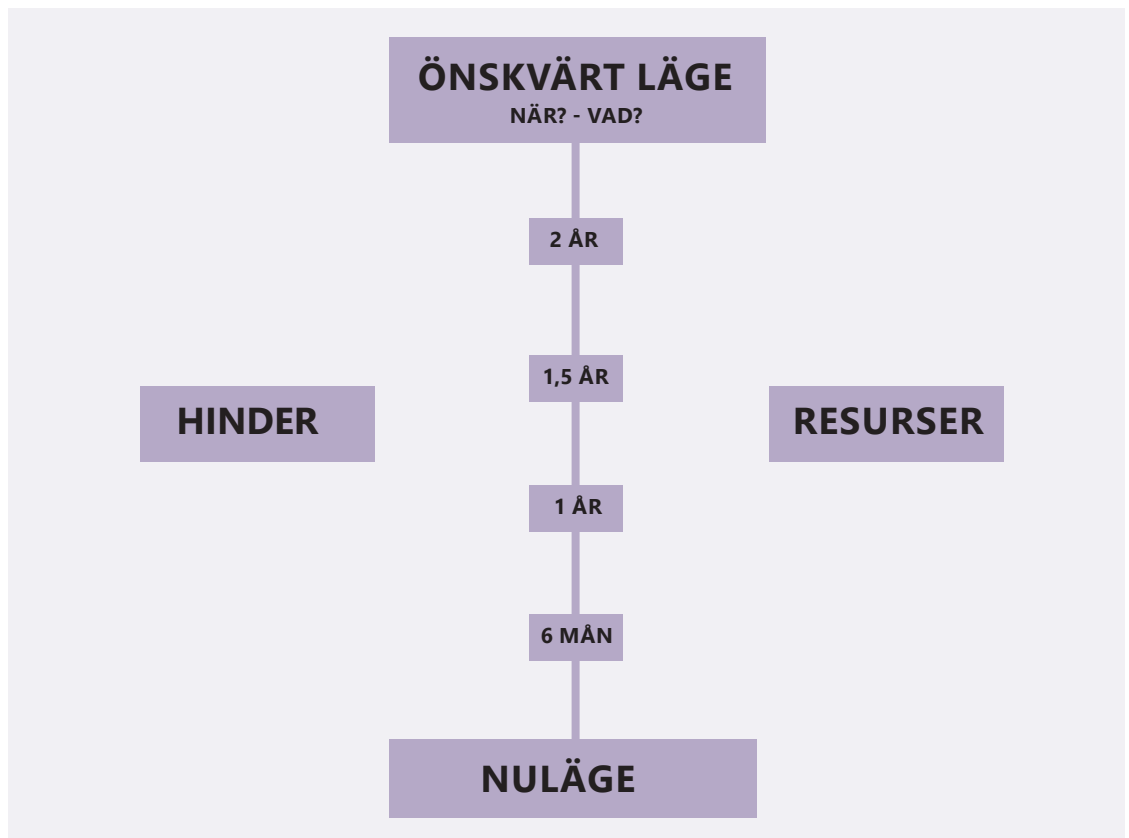 ÖNSKVÄRT LÄGE
NÄR? - VAD?
2 ÅR
1,5 ÅR
HINDER
RESURSER
1 ÅR
6 MÅN
NULÄGE